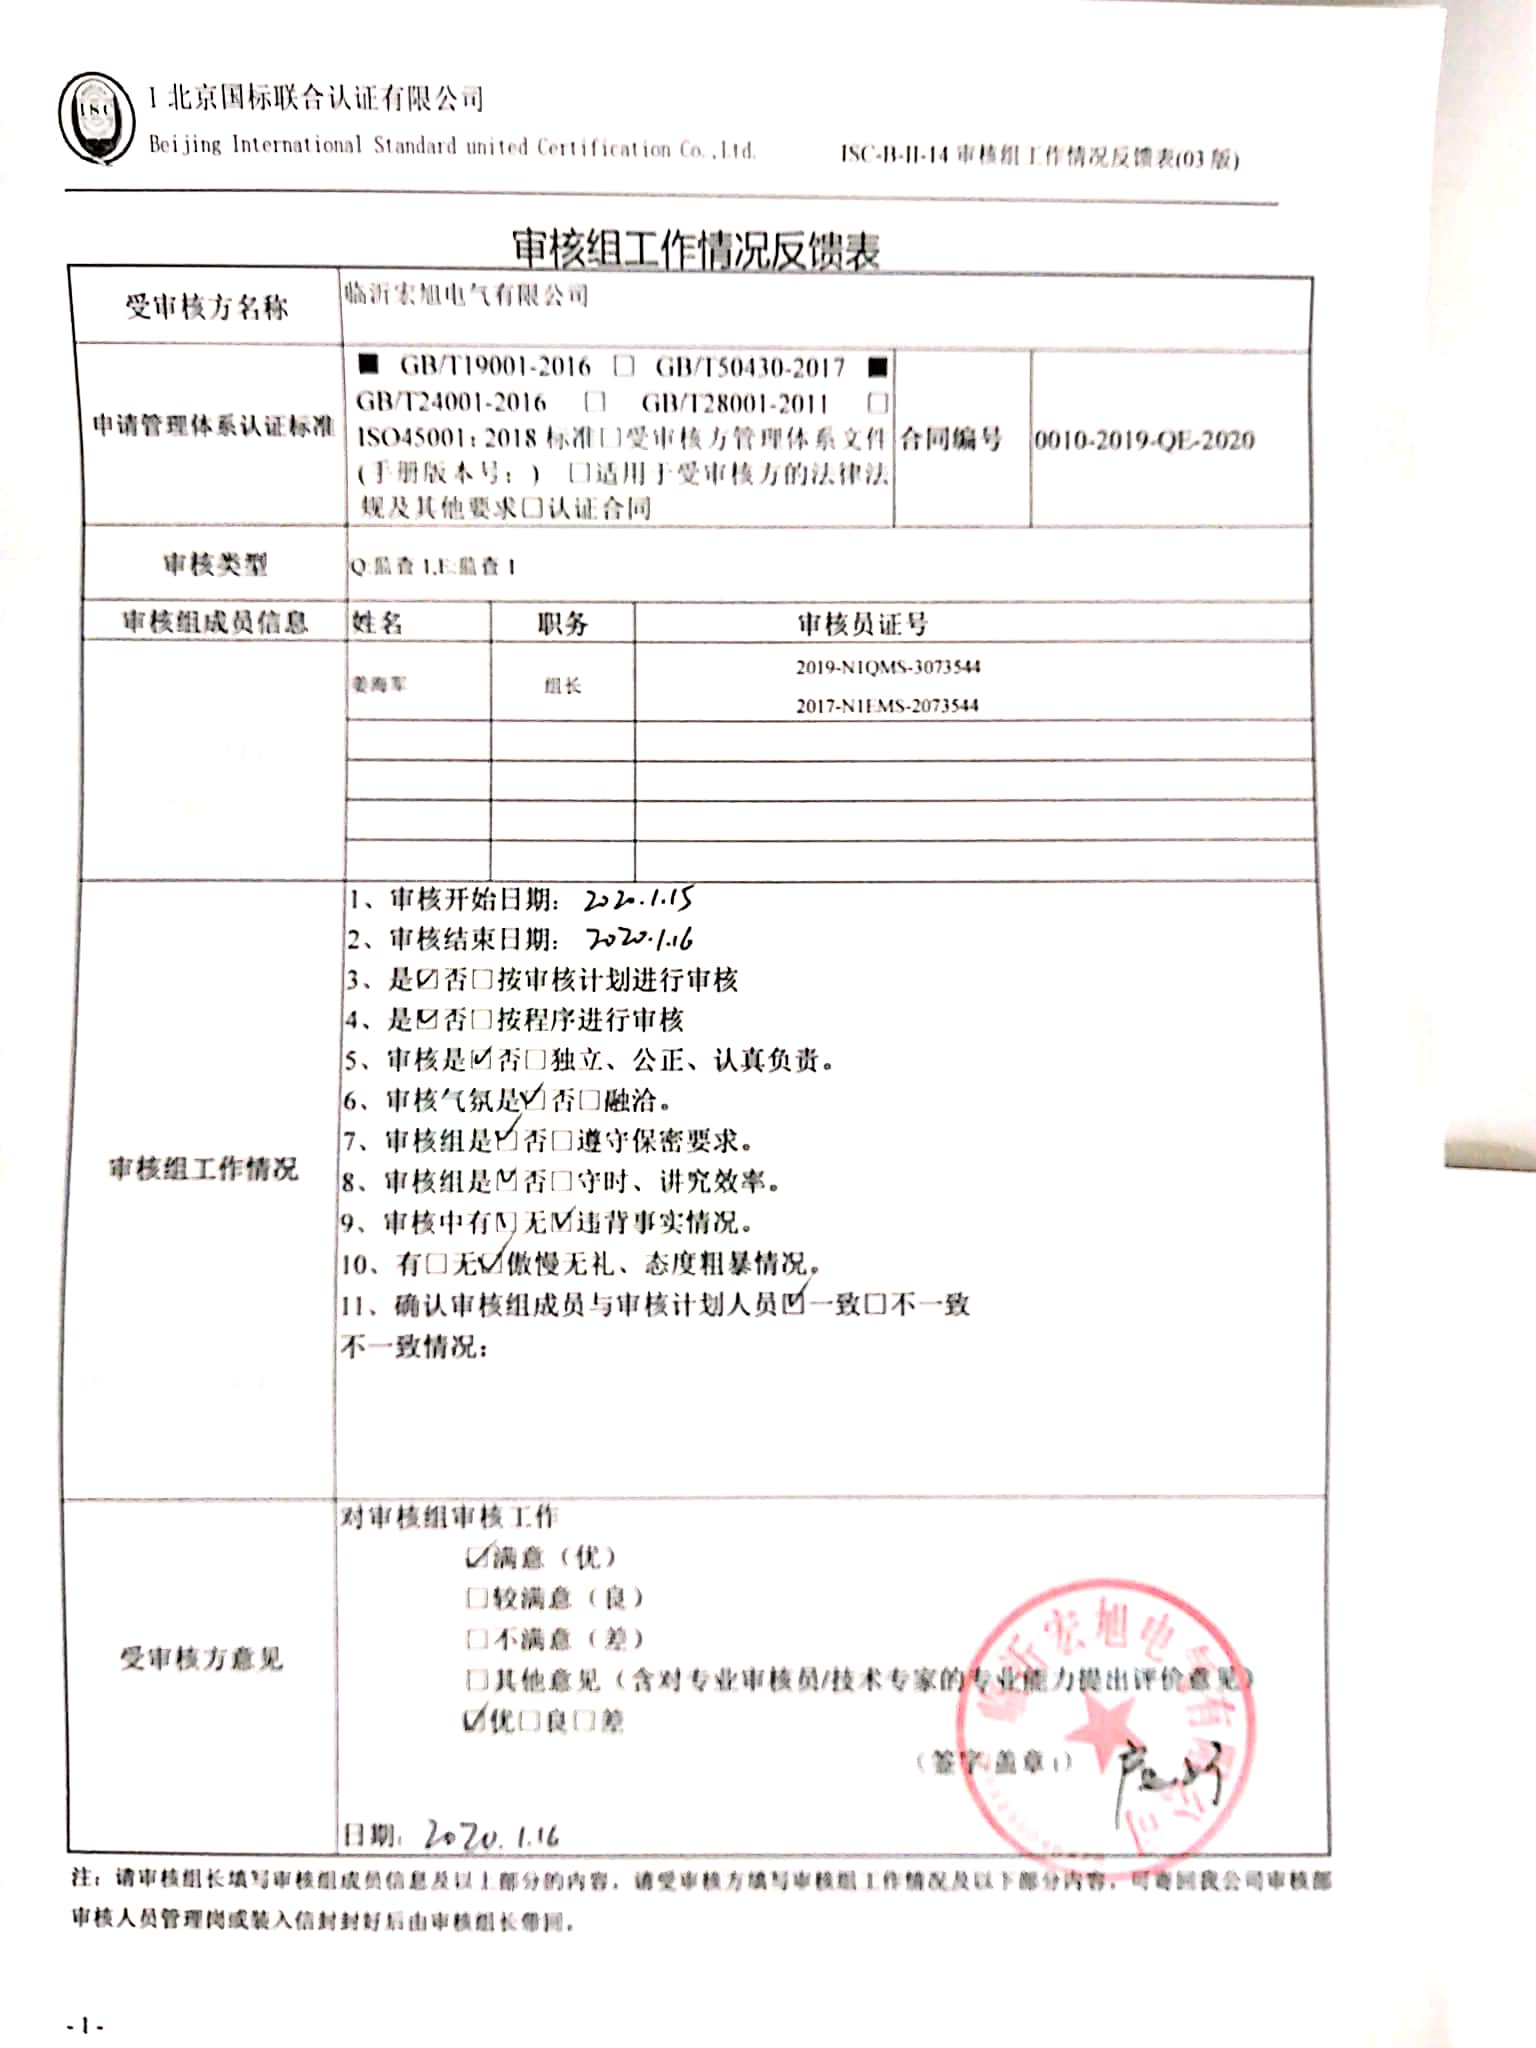 ISC
1 北京国标联合认证有限公司
Beijing International Standard united Certification Co.,Ltd.
ISC-B-II-14 审核组工作情况反馈表(03 版)
审核组工作情况反馈表
受审核方名称
临沂宏旭电气有限公司
申请管理体系认证标准
■ GB/T19001-2016 □ GB/T50430-2017 ■
GB/T24001-2016 □ GB/T28001-2011 □
ISO45001:2018 标准□受审核方管理体系文件
(手册版本号: ) □适用于受审核方的法律法
规及其他要求□认证合同
合同编号
0010-2019-QE-2020
审核类型
Q:监查 1,E:监查 1
审核组成员信息 姓名 职务 审核员证号
姜海军 组长
2019-N1QMS-3073544
2017-N1EMS-2073544
审核组工作情况
1、审核开始日期: 2020.1.15
2、审核结束日期: 2020.1.16
3、是☑否□按审核计划进行审核
4、是☑否□按程序进行审核
5、审核是☑否□独立、公正、认真负责。
6、审核气氛是☑否□融洽。
7、审核组是☑否□遵守保密要求。
8、审核组是☑否□守时、讲究效率。
9、审核中有□无☑违背事实情况。
10、有□无☑傲慢无礼、态度粗暴情况。
11、确认审核组成员与审核计划人员☑一致□不一致
不一致情况:
受审核方意见
对审核组审核工作
☑满意（优）
□较满意（良）
□不满意（差）
□其他意见（含对专业审核员/技术专家的专业能力提出评价意见）
☑优□良□差
（签字盖章:）
临沂宏旭电气有限公司
日期: 2020.1.16
注: 请审核组长填写审核组成员信息及以上部分的内容，请受审核方填写审核组工作情况及以下部分内容，可寄回我公司审核部
审核人员管理岗或装入信封封好后由审核组长带回。
- 1 -